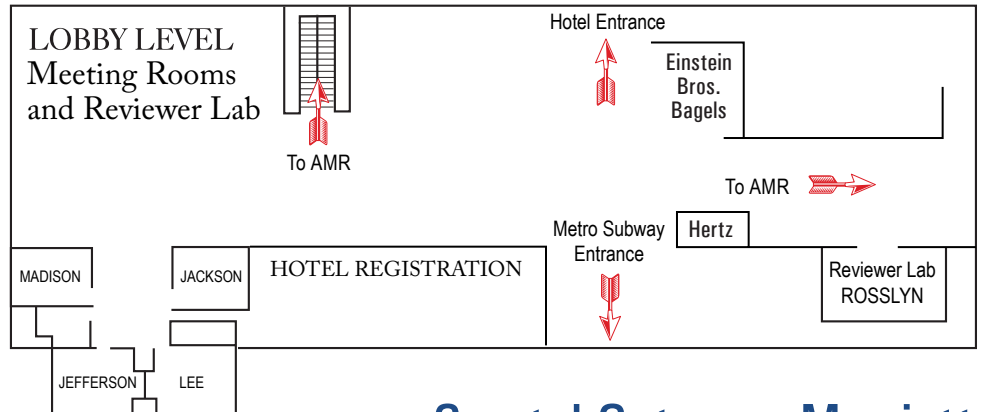 LOBBY LEVEL
Meeting Rooms
and Reviewer Lab
To AMR
Hotel Entrance
Einstein
Bros.
Bagels
To AMR
Metro Subway
Entrance
Hertz
MADISON
JACKSON
HOTEL REGISTRATION
Reviewer Lab
ROSSLYN
JEFFERSON
LEE